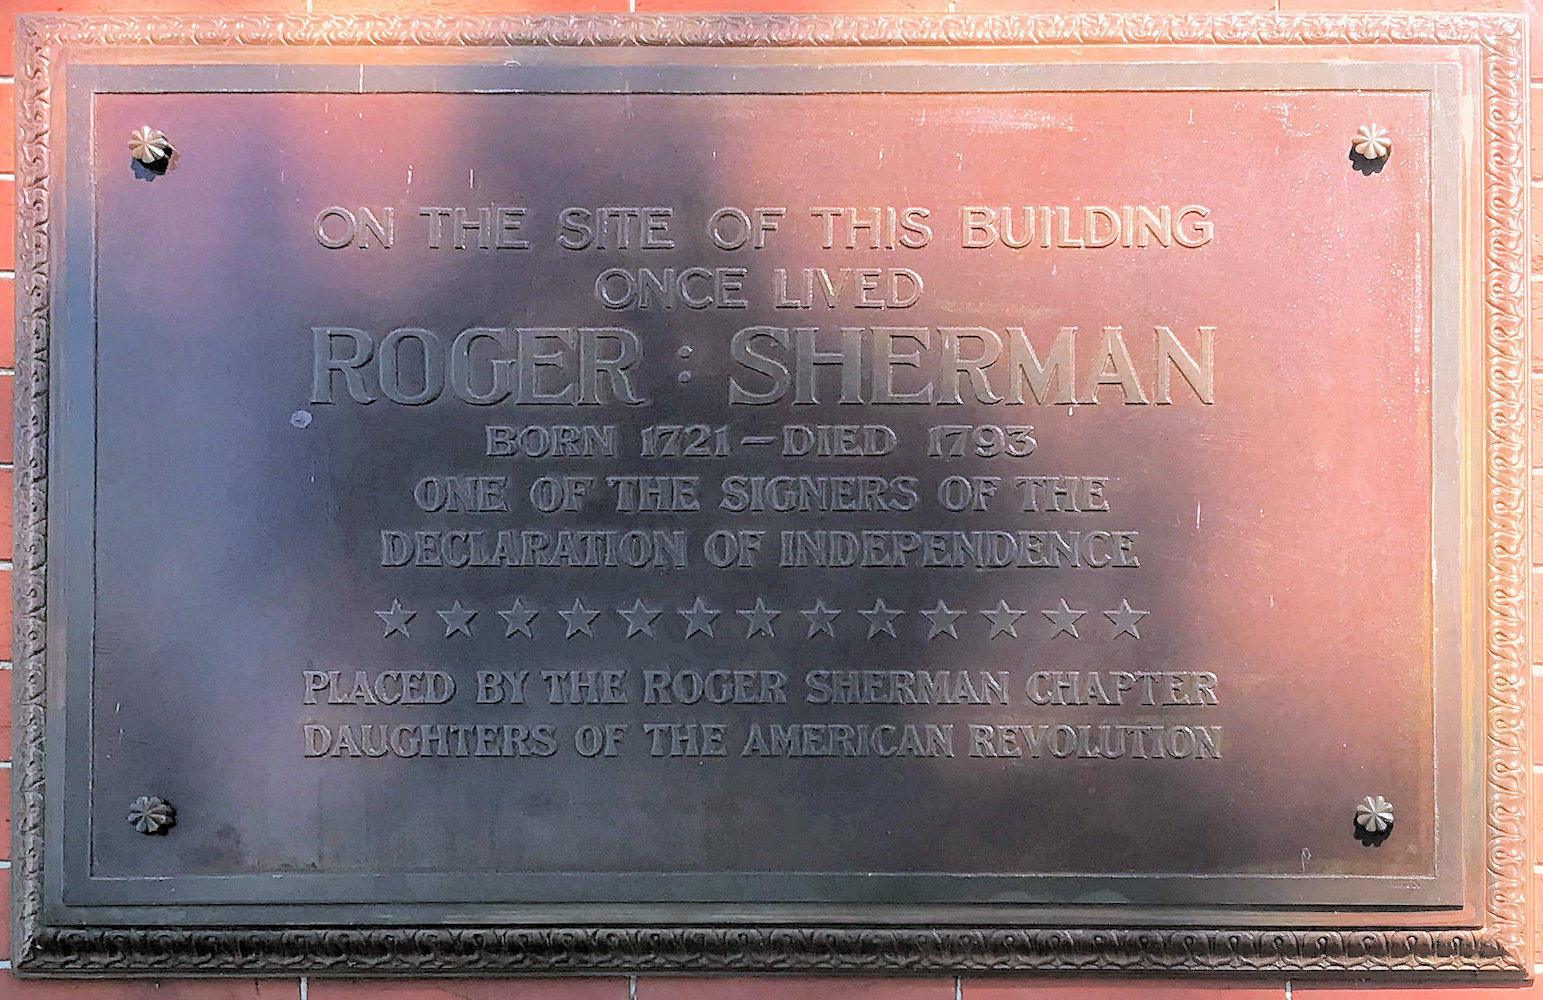 ON THE SITE OF THIS BUILDING
ONCE LIVED
ROGER : SHERMAN
BORN 1721 – DIED 1793
ONE OF THE SIGNERS OF THE
DECLARATION OF INDEPENDENCE
PLACED BY THE ROGER SHERMAN CHAPTER
DAUGHTERS OF THE AMERICAN REVOLUTION